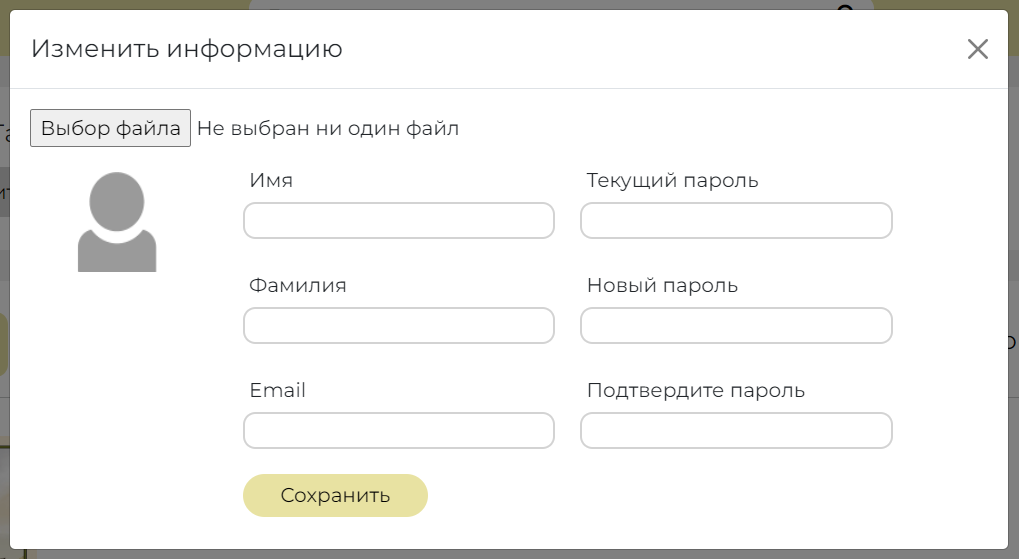 Изменить информацию
Выбор файла Не выбран ни один файл
Имя Текущий пароль
Фамилия Новый пароль
Email Подтвердите пароль
Сохранить